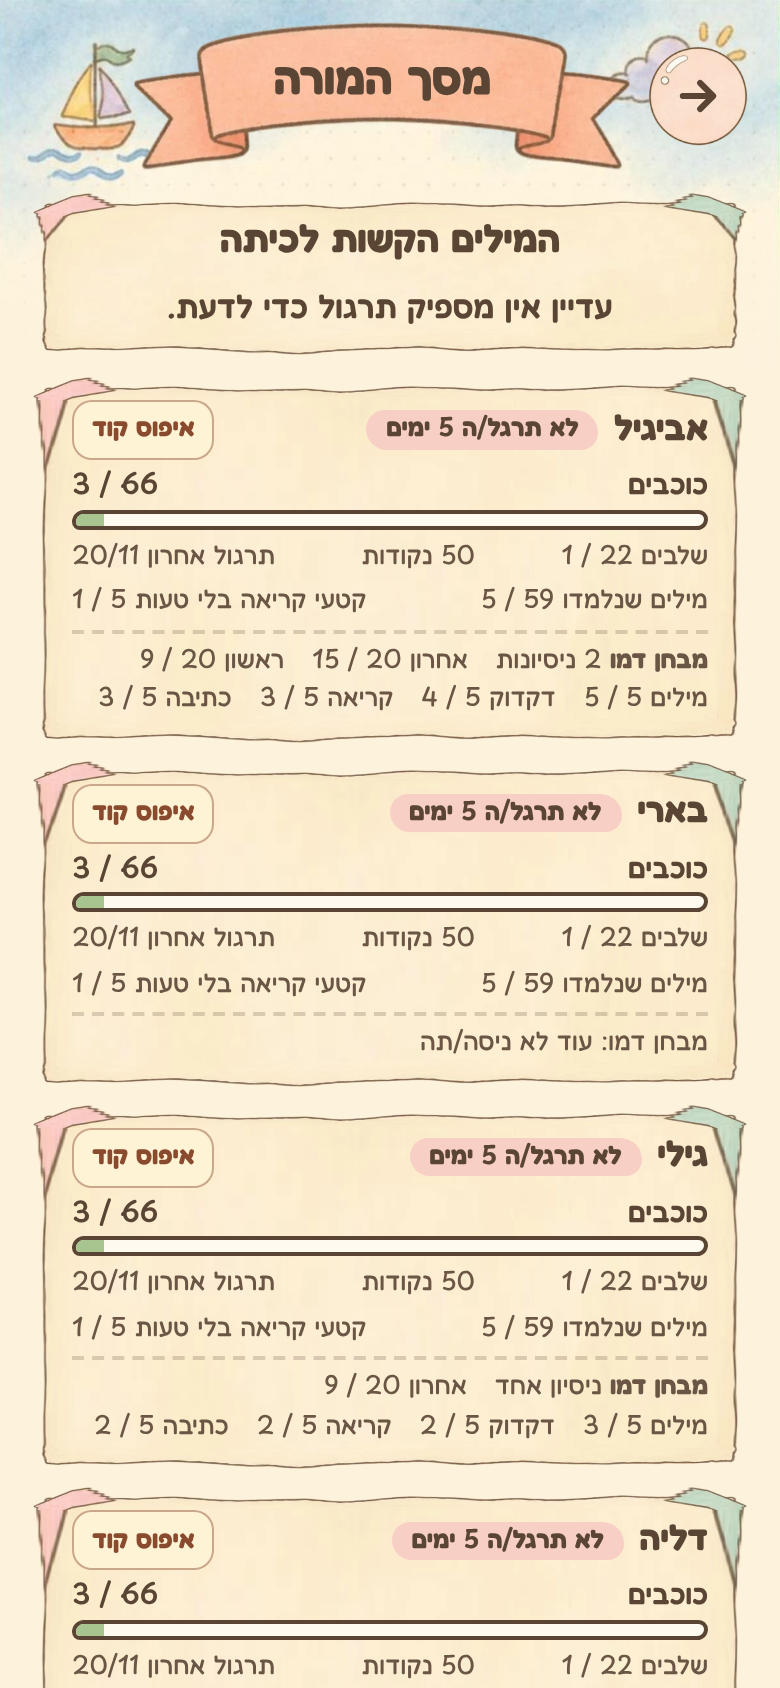 מסך המורה
המילים הקשות לכיתה
עדיין אין מספיק תרגול כדי לדעת.
אביגיל לא תרגל/ה 5 ימים איפוס קוד
כוכבים 3 / 66
שלבים 1 / 22 50 נקודות תרגול אחרון 20/11
מילים שנלמדו 5 / 59 קטעי קריאה בלי טעות 1 / 5
מבחן דמו 2 ניסיונות אחרון 15 / 20 ראשון 9 / 20
מילים 5 / 5 דקדוק 4 / 5 קריאה 3 / 5 כתיבה 3 / 5
בארי לא תרגל/ה 5 ימים איפוס קוד
כוכבים 3 / 66
שלבים 1 / 22 50 נקודות תרגול אחרון 20/11
מילים שנלמדו 5 / 59 קטעי קריאה בלי טעות 1 / 5
מבחן דמו: עוד לא ניסה/תה
גילי לא תרגל/ה 5 ימים איפוס קוד
כוכבים 3 / 66
שלבים 1 / 22 50 נקודות תרגול אחרון 20/11
מילים שנלמדו 5 / 59 קטעי קריאה בלי טעות 1 / 5
מבחן דמו ניסיון אחד אחרון 9 / 20
מילים 3 / 5 דקדוק 2 / 5 קריאה 2 / 5 כתיבה 2 / 5
דליה לא תרגל/ה 5 ימים איפוס קוד
כוכבים 3 / 66
שלבים 1 / 22 50 נקודות תרגול אחרון 20/11